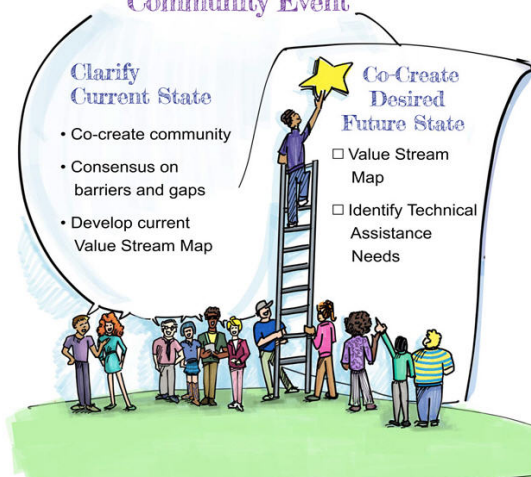 Community Event
Clarify
Current State
• Co-create community
• Consensus on
barriers and gaps
• Develop current
Value Stream Map
Co-Create
Desired
Future State
☐ Value Stream
Map
☐ Identify Technical
Assistance
Needs